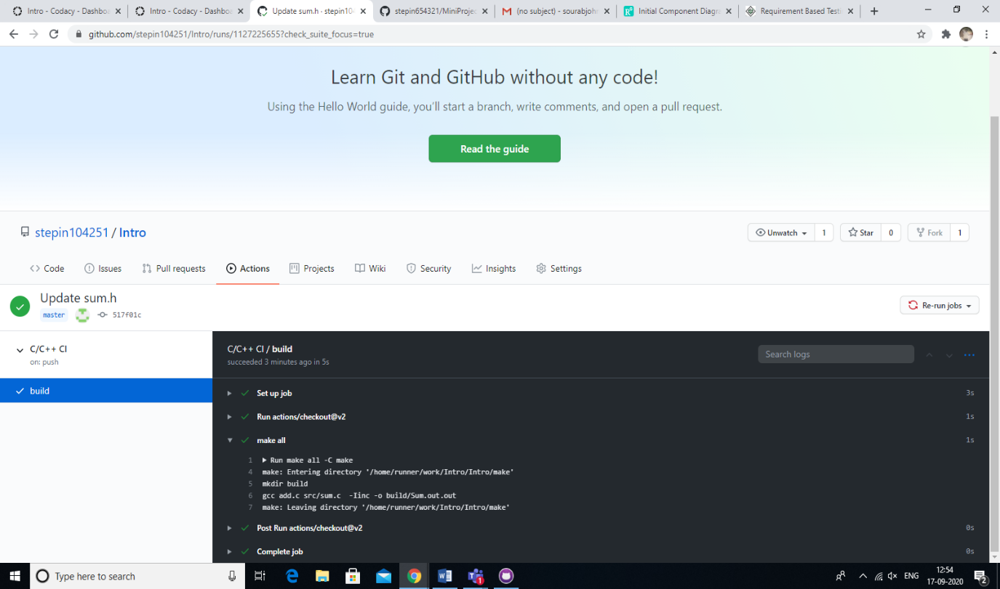 Intro - Codacy - Dashboa
Intro - Codacy - Dashboa
Update sum.h · stepin10
stepin654321/MiniProjec
(no subject) - sourabjohn
Initial Component Diagra
Requirement Based Testi
github.com/stepin104251/Intro/runs/1127225655?check_suite_focus=true
Learn Git and GitHub without any code!
Using the Hello World guide, you’ll start a branch, write comments, and open a pull request.
Read the guide
stepin104251 / Intro
Unwatch 1
Star 0
Fork 1
Code
Issues
Pull requests
Actions
Projects
Wiki
Security
Insights
Settings
Update sum.h
master
517f01c
Re-run jobs
C/C++ CI
on: push
build
C/C++ CI / build
succeeded 3 minutes ago in 5s
Search logs
Set up job 3s
Run actions/checkout@v2 1s
make all 1s
1 Run make all -C make
4 make: Entering directory '/home/runner/work/Intro/Intro/make'
5 mkdir build
6 gcc add.c src/sum.c -Iinc -o build/Sum.out.out
7 make: Leaving directory '/home/runner/work/Intro/Intro/make'
Post Run actions/checkout@v2 0s
Complete job 0s
Type here to search
1
ENG
12:54
17-09-2020
2